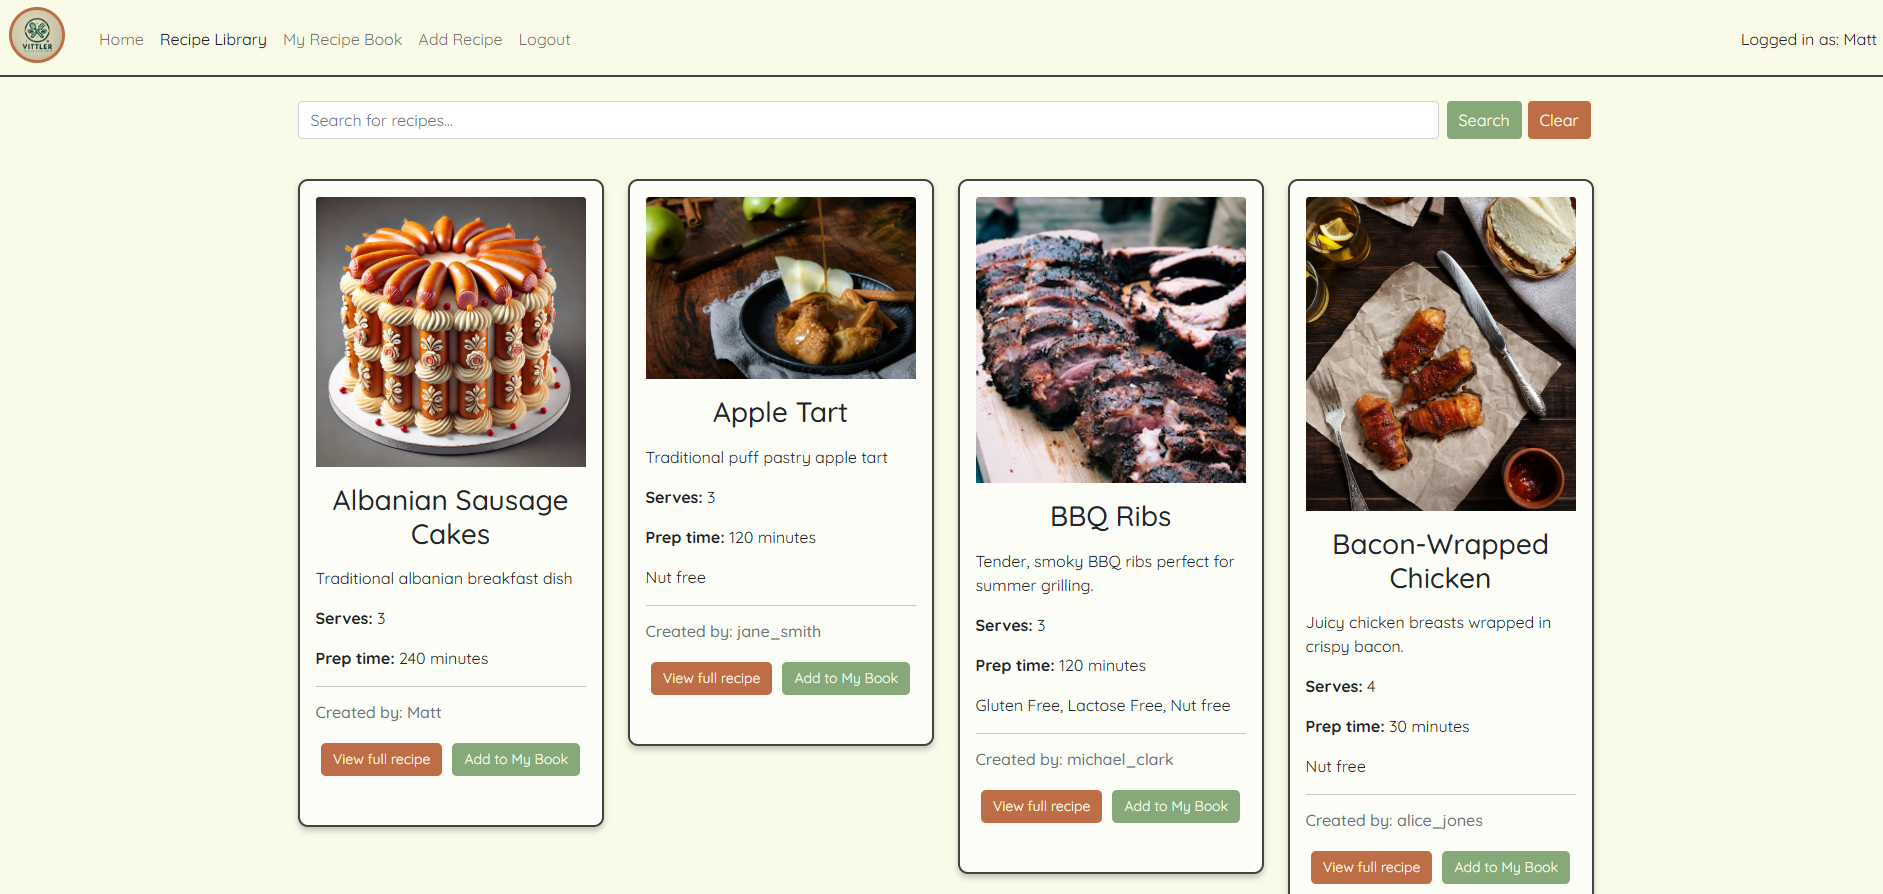 VITTLER
Home Recipe Library My Recipe Book Add Recipe Logout
Logged in as: Matt
Search for recipes...
Search
Clear
Albanian Sausage
Cakes
Traditional albanian breakfast dish
Serves: 3
Prep time: 240 minutes
Created by: Matt
View full recipe
Add to My Book
Apple Tart
Traditional puff pastry apple tart
Serves: 3
Prep time: 120 minutes
Nut free
Created by: jane_smith
View full recipe
Add to My Book
BBQ Ribs
Tender, smoky BBQ ribs perfect for
summer grilling.
Serves: 3
Prep time: 120 minutes
Gluten Free, Lactose Free, Nut free
Created by: michael_clark
View full recipe
Add to My Book
Bacon-Wrapped
Chicken
Juicy chicken breasts wrapped in
crispy bacon.
Serves: 4
Prep time: 30 minutes
Nut free
Created by: alice_jones
View full recipe
Add to My Book